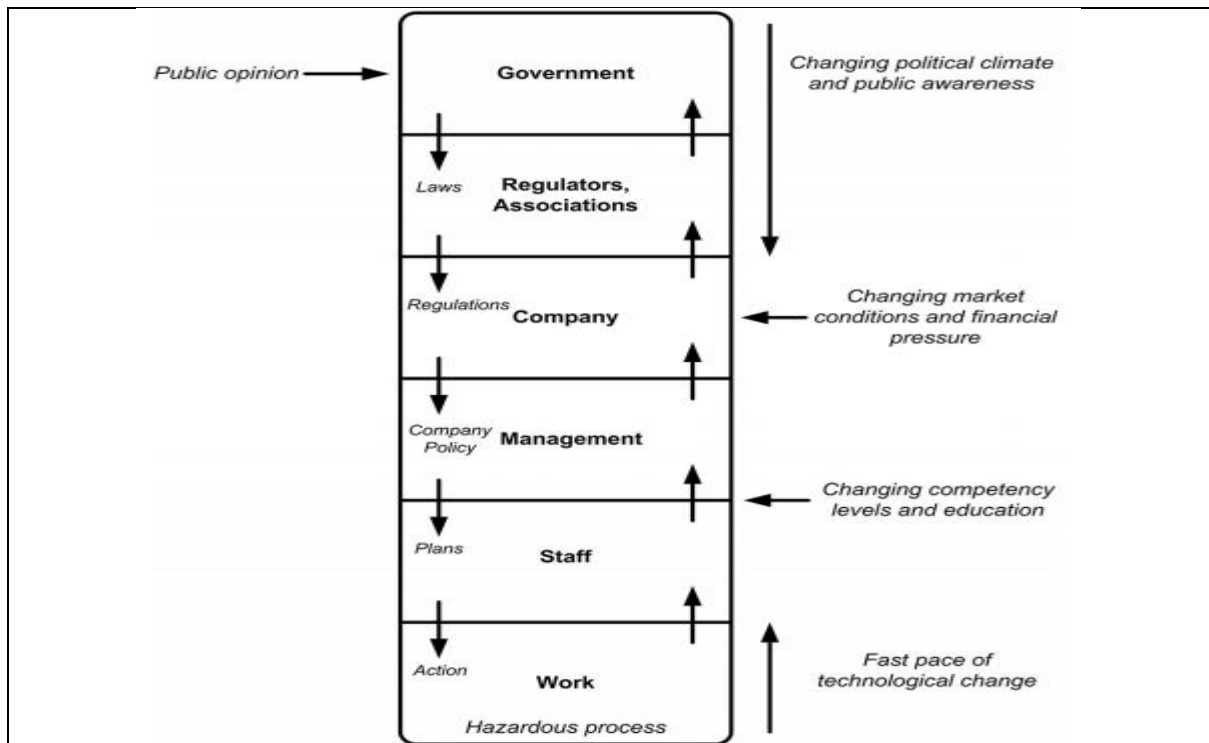 Public opinion
Government
Changing political climate
and public awareness
Laws
Regulators,
Associations
Regulations
Company
Changing market
conditions and financial
pressure
Company
Policy
Management
Changing competency
levels and education
Plans
Staff
Action
Work
Hazardous process
Fast pace of
technological change